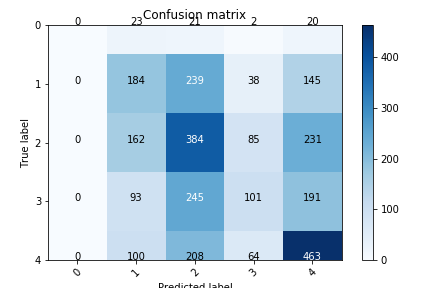 Confusion matrix
0 0 23 21 2 20
400
1 0 184 239 38 145
300
2 0 162 384 85 231
200
3 0 93 245 101 191
100
4 0 100 208 64 463
0
0 1 2 3 4
True label
Predicted label